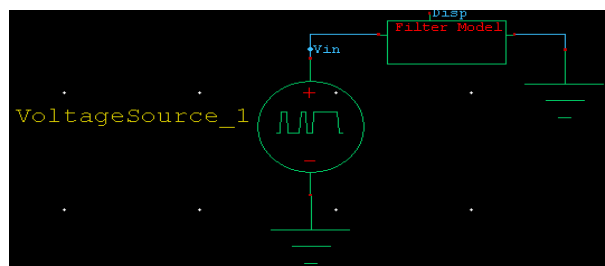 Disp
Filter Model
Vin
VoltageSource_1
+
−